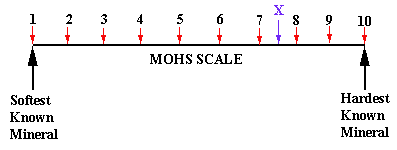 X
1 2 3 4 5 6 7 8 9 10
MOHS SCALE
Softest
Known
Mineral
Hardest
Known
Mineral